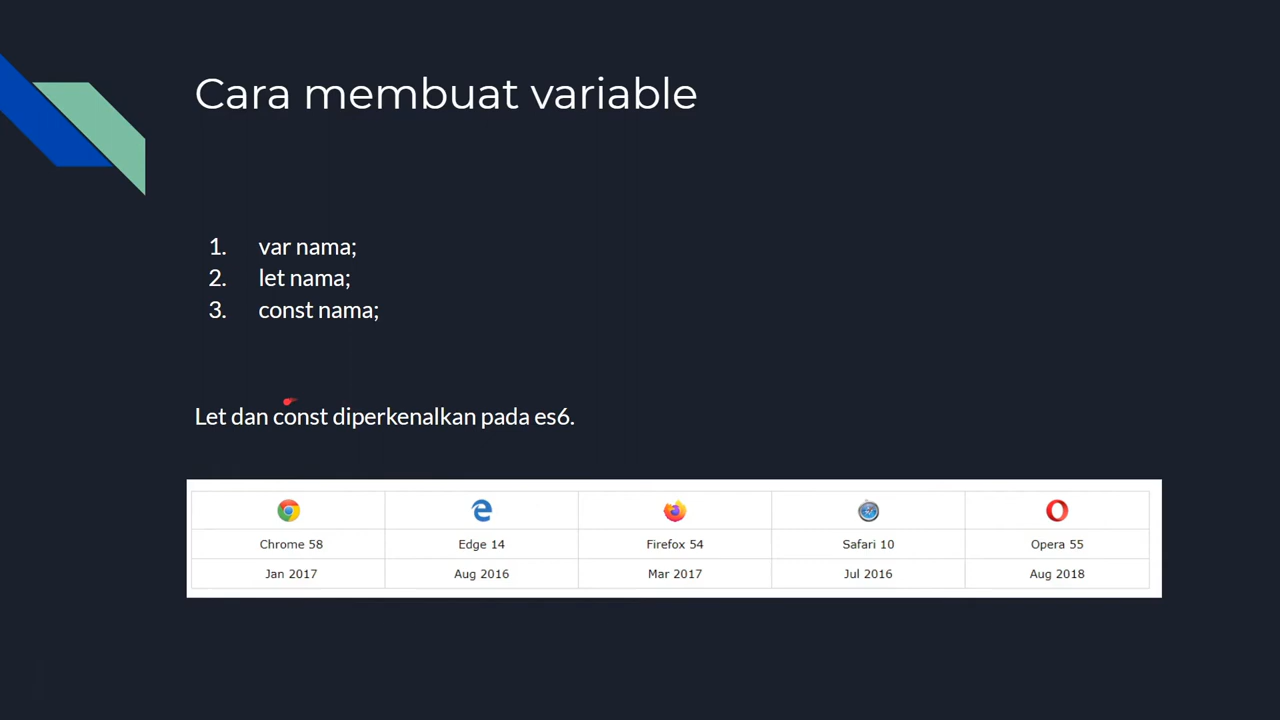 Cara membuat variable
1. var nama;
2. let nama;
3. const nama;
Let dan const diperkenalkan pada es6.
Chrome 58 Edge 14 Firefox 54 Safari 10 Opera 55
Jan 2017 Aug 2016 Mar 2017 Jul 2016 Aug 2018